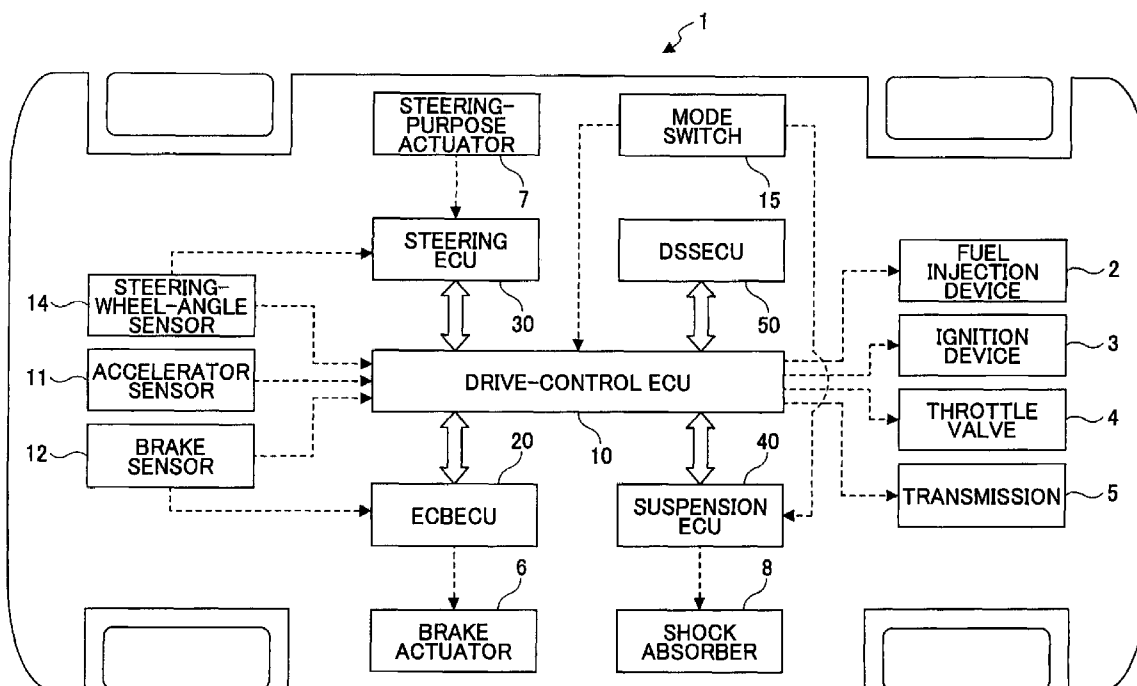 1
STEERING-
PURPOSE
ACTUATOR
7
MODE
SWITCH
15
STEERING
ECU
30
DSSECU
50
FUEL
INJECTION
DEVICE
2
14
STEERING-
WHEEL-ANGLE
SENSOR
IGNITION
DEVICE
3
11
ACCELERATOR
SENSOR
DRIVE-CONTROL ECU
10
THROTTLE
VALVE
4
12
BRAKE
SENSOR
20
ECBECU
40
SUSPENSION
ECU
TRANSMISSION
5
6
BRAKE
ACTUATOR
8
SHOCK
ABSORBER